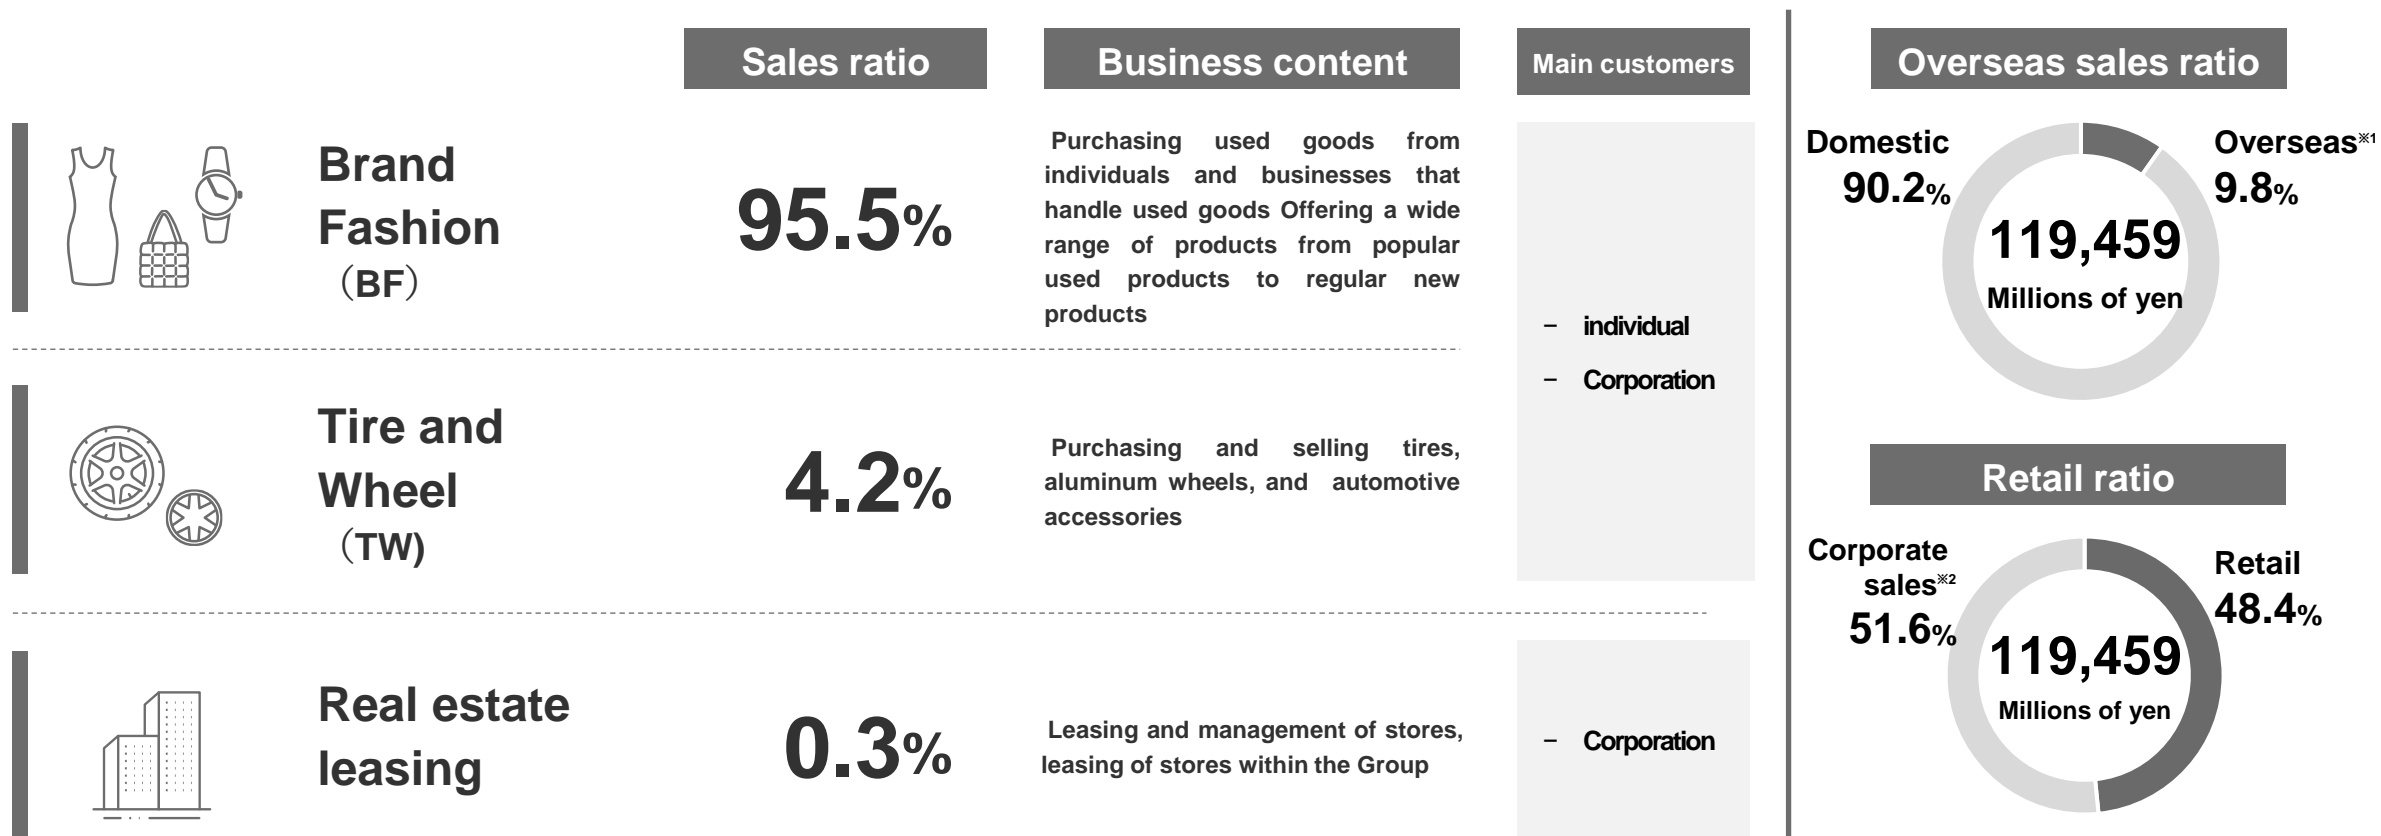 Sales ratio
Business content
Main customers
Brand
Fashion
（BF）
95.5%
Purchasing used goods from
individuals and businesses that
handle used goods Offering a wide
range of products from popular
used products to regular new
products
− individual
− Corporation
Tire and
Wheel
（TW)
4.2%
Purchasing and selling tires,
aluminum wheels, and automotive
accessories
Real estate
leasing
0.3%
Leasing and management of stores,
leasing of stores within the Group
− Corporation
Overseas sales ratio
Domestic
90.2%
Overseas※1
9.8%
119,459
Millions of yen
Retail ratio
Corporate
sales※2
51.6%
Retail
48.4%
119,459
Millions of yen